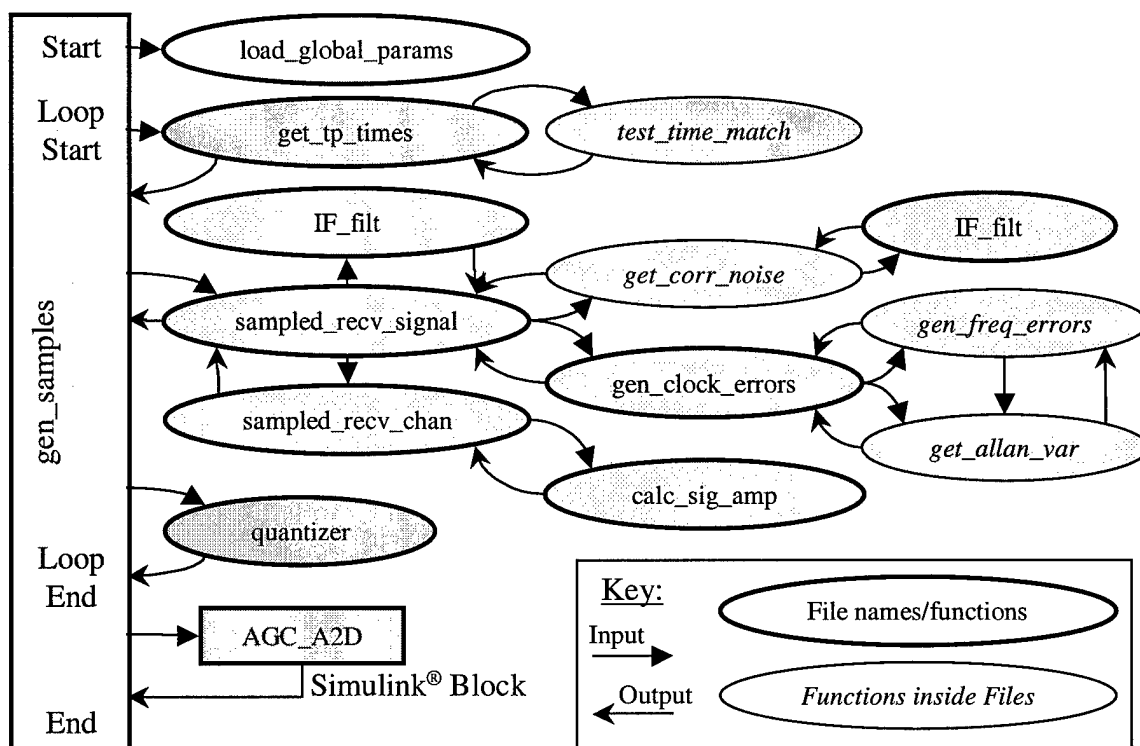 Start
load_global_params
Loop
Start
get_tp_times
test_time_match
IF_filt
IF_filt
get_corr_noise
sampled_recv_signal
gen_freq_errors
gen_clock_errors
sampled_recv_chan
get_allan_var
calc_sig_amp
gen_samples
quantizer
Loop
End
AGC_A2D
Simulink® Block
End
Key:
File names/functions
Input
Output
Functions inside Files